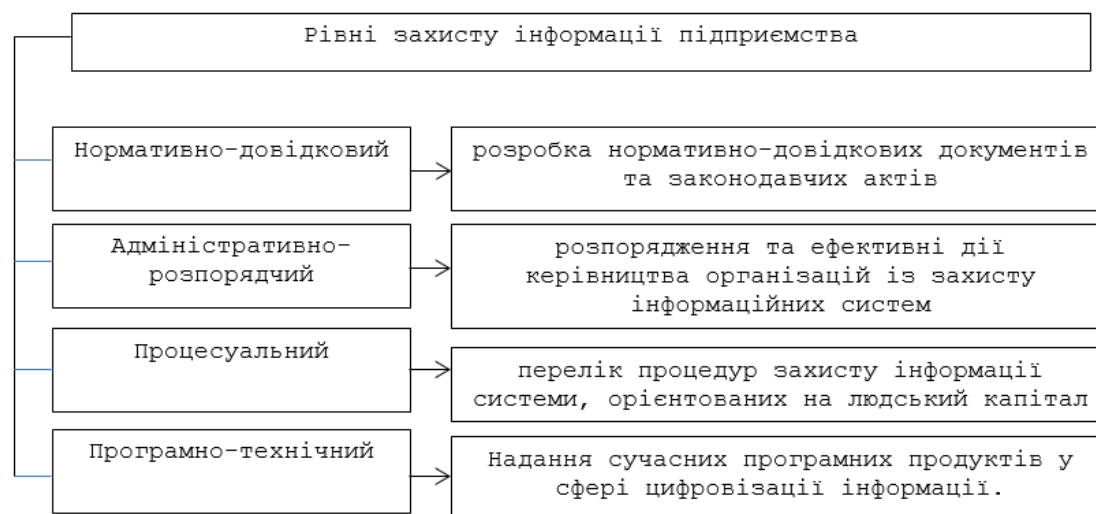 Рівні захисту інформації підприємства
Нормативно-довідковий
розробка нормативно-довідкових документів
та законодавчих актів
Адміністративно-
розпорядчий
розпорядження та ефективні дії
керівництва організацій із захисту
інформаційних систем
Процесуальний
перелік процедур захисту інформації
системи, орієнтованих на людський капітал
Програмно-технічний
Надання сучасних програмних продуктів у
сфері цифровізації інформації.